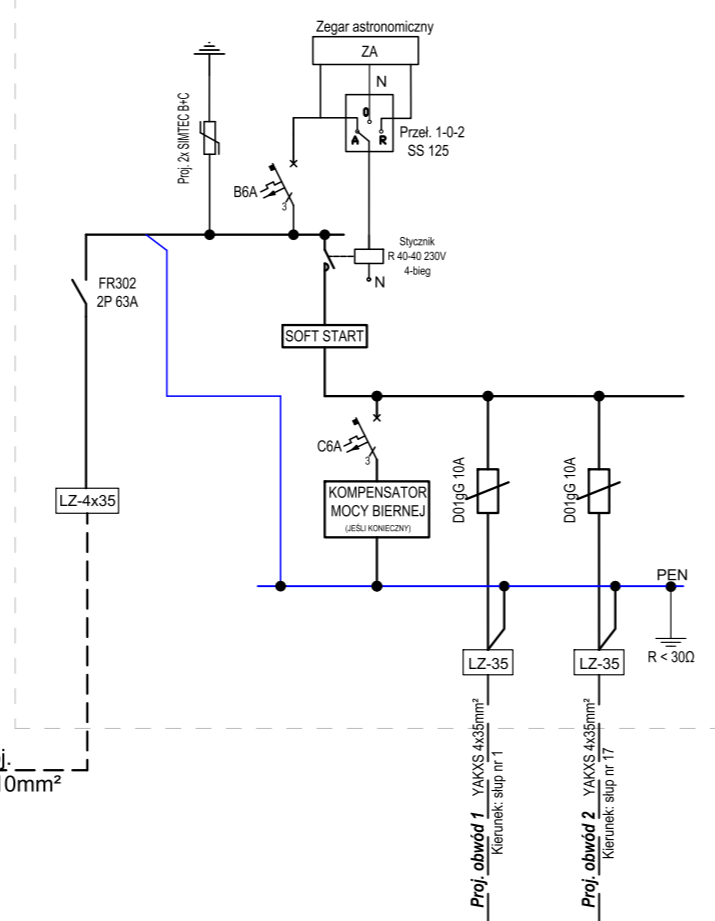 Zegar astronomiczny
ZA
N
0
A
R
Przeł. 1-0-2
SS 125
Proj. 2x SIMTEC B+C
B6A
3
Stycznik
R 40-40 230V
4-bieg
N
FR302
2P 63A
SOFT START
C6A
3
KOMPENSATOR
MOCY BIERNEJ
(JEŚLI KONIECZNY)
D01gG 10A
D01gG 10A
LZ-4x35
PEN
R < 30Ω
LZ-35
LZ-35
Proj. obwód 1 YAKXS 4x35mm²
Kierunek: słup nr 1
Proj. obwód 2 YAKXS 4x35mm²
Kierunek: słup nr 17
j.
0mm²